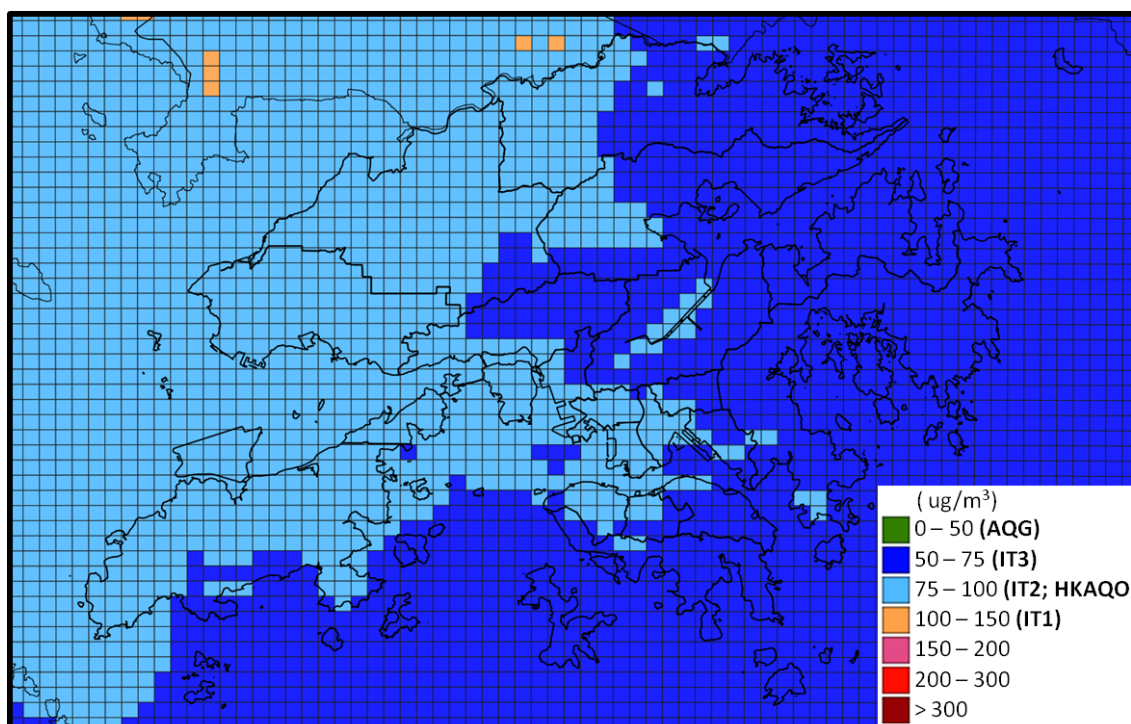 ( ug/m³)
0 – 50 (AQG)
50 – 75 (IT3)
75 – 100 (IT2; HKAQO
100 – 150 (IT1)
150 – 200
200 – 300
> 300